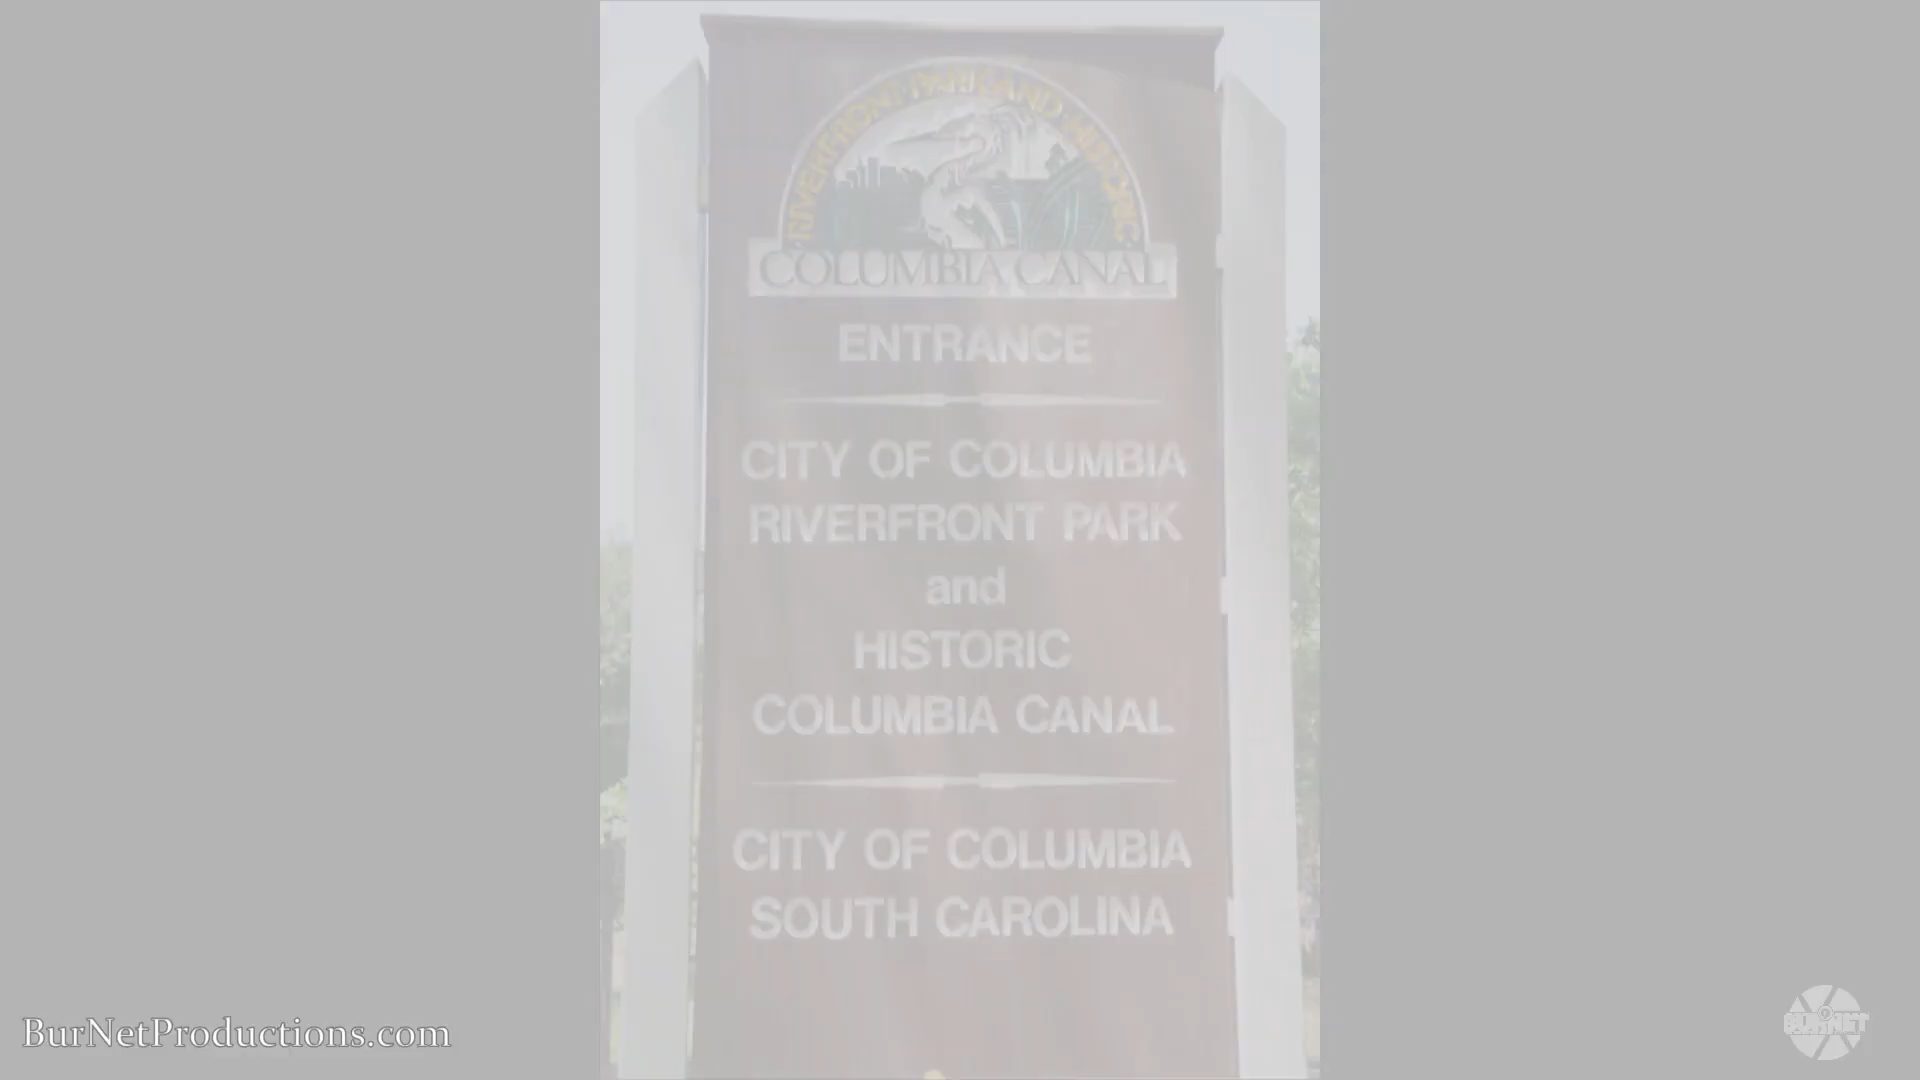 RIVERFRONT PARK AND HISTORIC
COLUMBIA CANAL
ENTRANCE
CITY OF COLUMBIA
RIVERFRONT PARK
and
HISTORIC
COLUMBIA CANAL
CITY OF COLUMBIA
SOUTH CAROLINA
BurNetProductions.com
BURNET